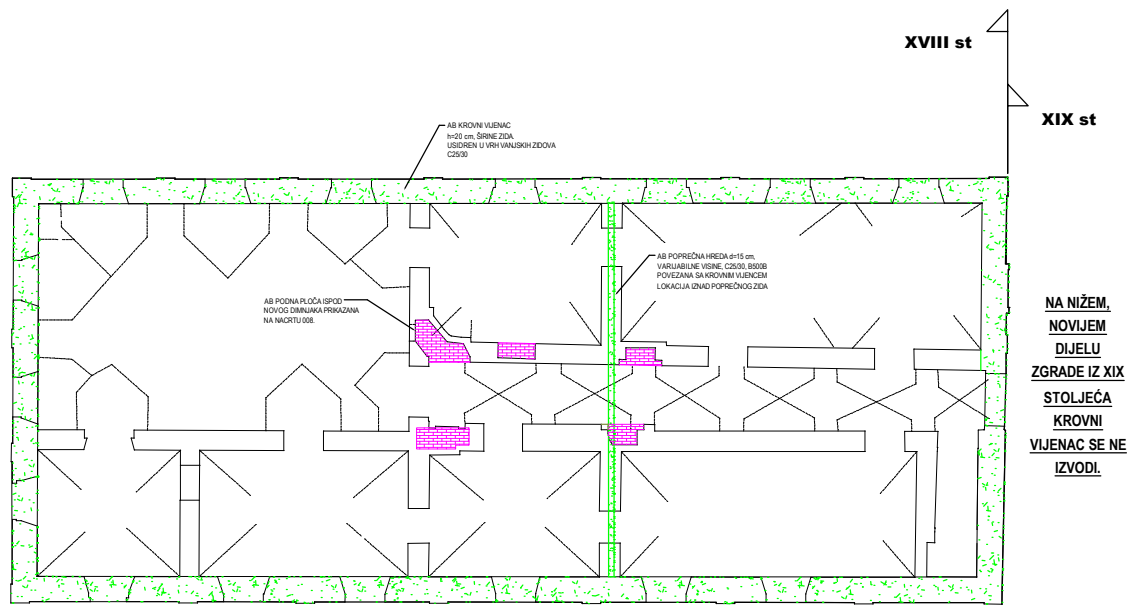 XVIII st
XIX st
AB KROVNI VIJENAC
h=20 cm, ŠIRINE ZIDA.
USIDREN U VRH VANJSKIH ZIDOVA
C25/30
AB POPREČNA HREDA d=15 cm,
VARIJABILNE VISINE, C25/30, B500B
POVEZANA SA KROVNIM VIJENCEM
LOKACIJA IZNAD POPREČNOG ZIDA
AB PODNA PLOČA ISPOD
NOVOG DIMNJAKA PRIKAZANA
NA NACRTU 008.
NA NIŽEM,
NOVIJEM
DIJELU
ZGRADE IZ XIX
STOLJEĆA
KROVNI
VIJENAC SE NE
IZVODI.